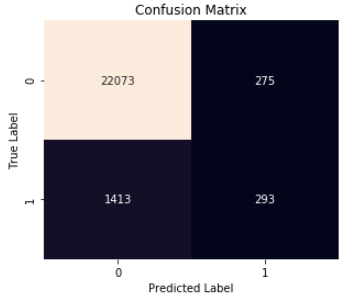 Confusion Matrix
0 22073 275
1 1413 293
0 1
True Label
Predicted Label